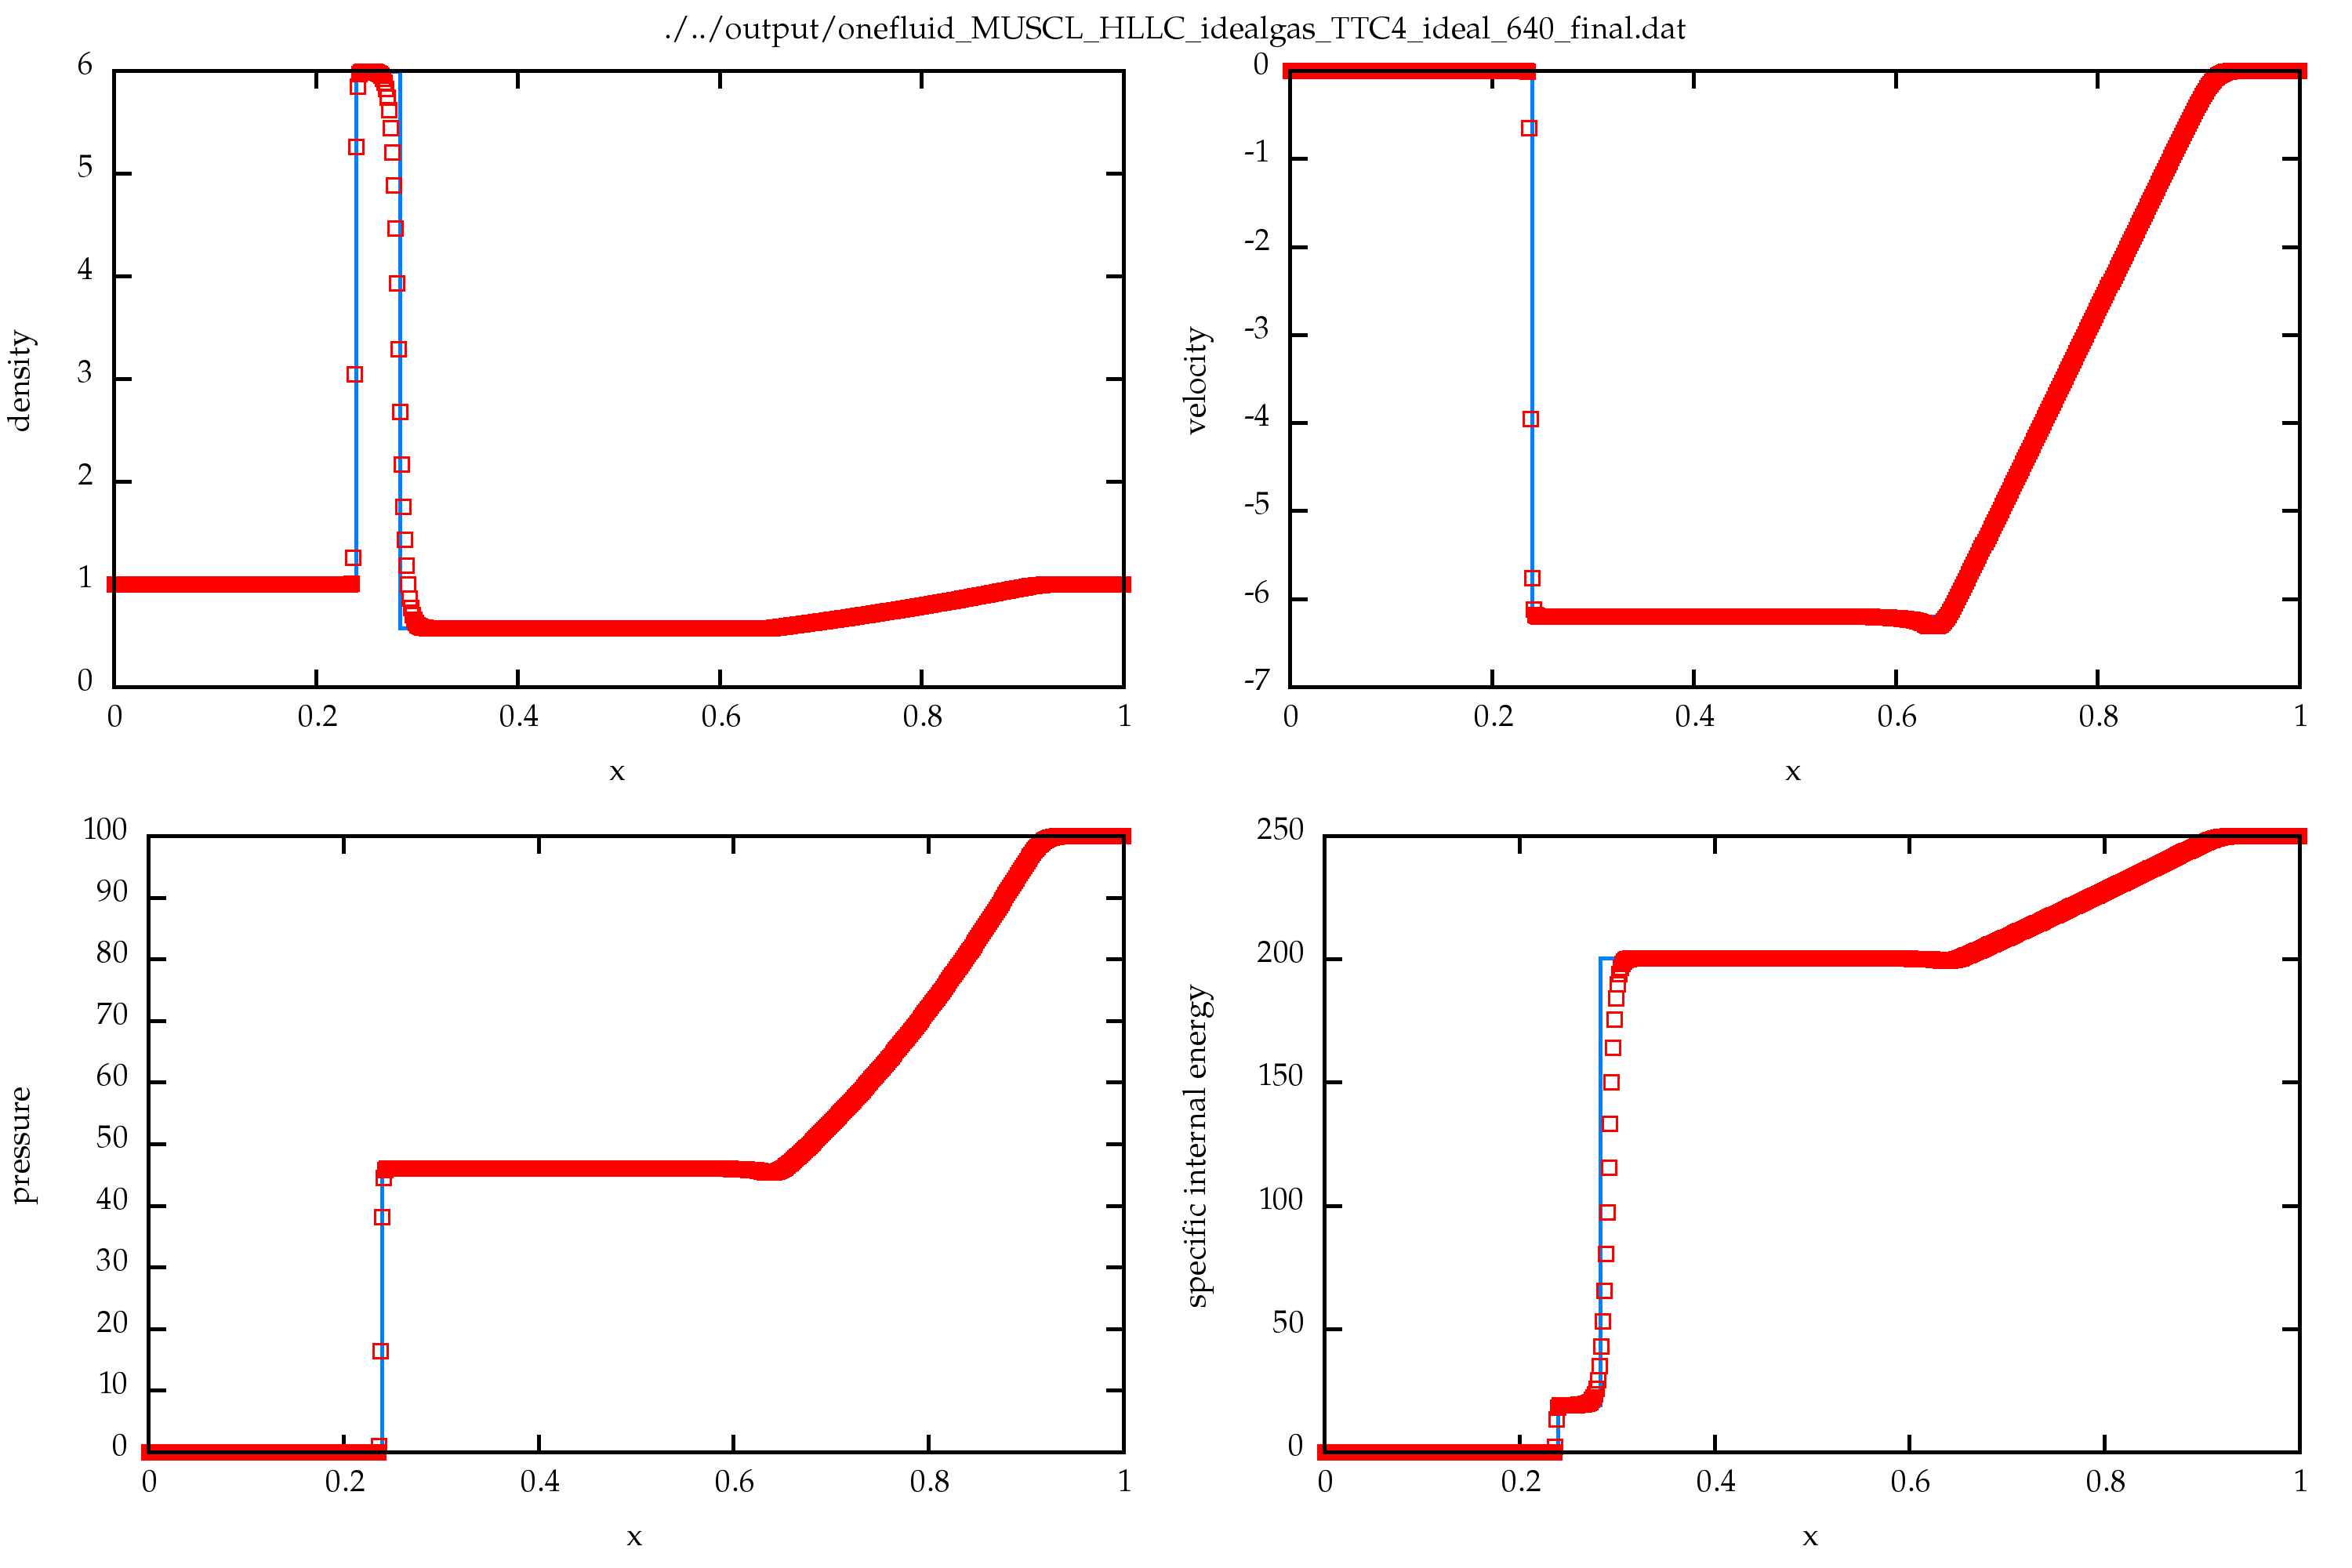 ./../output/onefluid_MUSCL_HLLC_idealgas_TTC4_ideal_640_final.dat
6
5
4
3
2
1
0
density
0 0.2 0.4 0.6 0.8 1
x
0
-1
-2
-3
-4
-5
-6
-7
velocity
0 0.2 0.4 0.6 0.8 1
x
100
90
80
70
60
50
40
30
20
10
0
pressure
0 0.2 0.4 0.6 0.8 1
x
250
200
150
100
50
0
specific internal energy
0 0.2 0.4 0.6 0.8 1
x